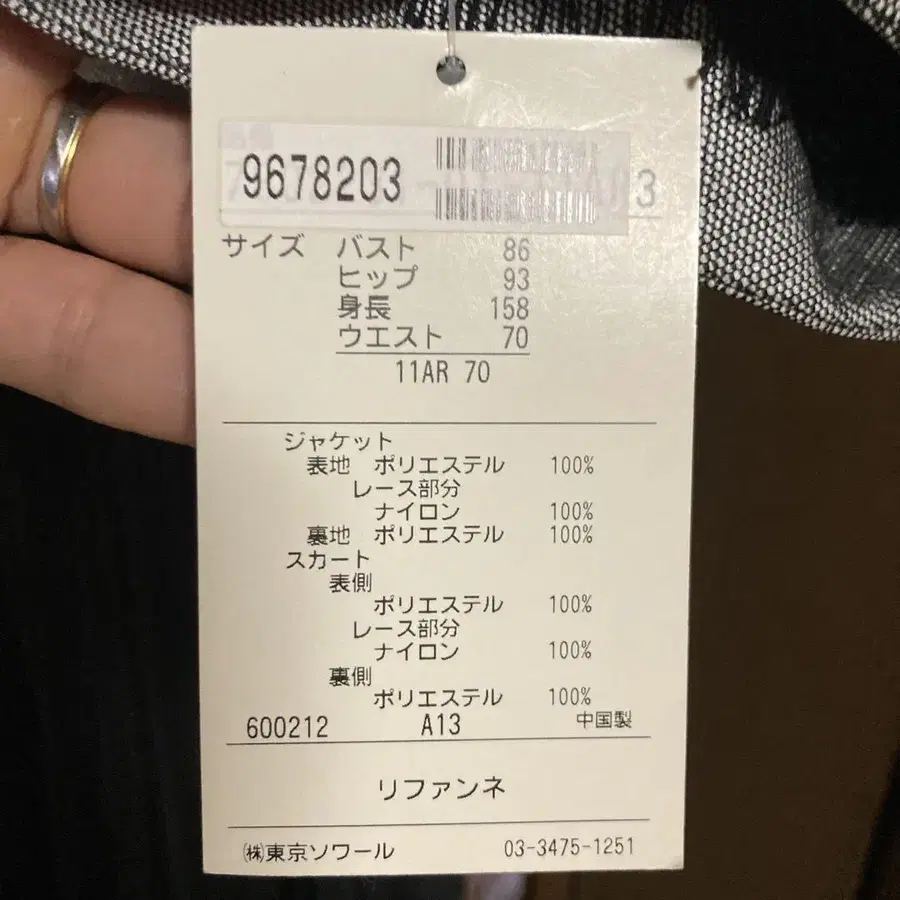 9678203
サイズ バスト 86
ヒップ 93
身長 158
ウエスト 70
11AR 70
ジャケット
表地 ポリエステル 100%
レース部分
ナイロン 100%
裏地 ポリエステル 100%
スカート
表側
ポリエステル 100%
レース部分
ナイロン 100%
裏側
ポリエステル 100%
600212 A13 中国製
リファンネ
㈱東京ソワール 03-3475-1251